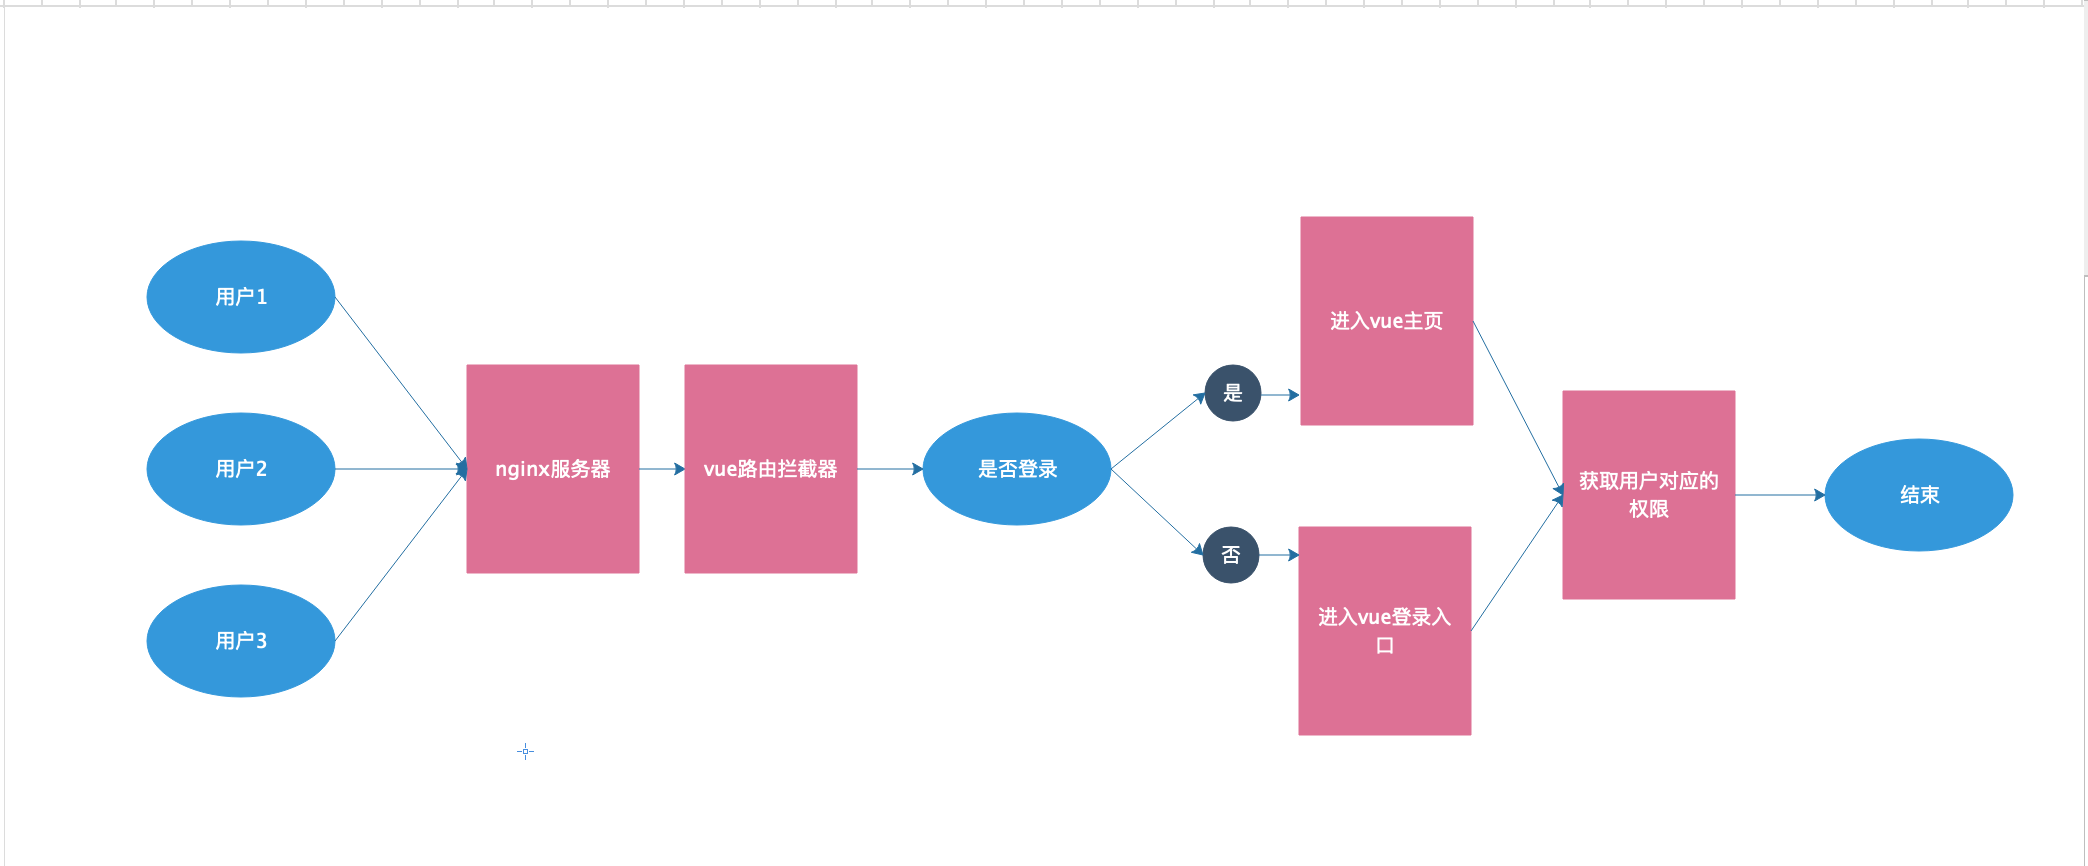 用户1
用户2
用户3
nginx服务器
vue路由拦截器
是否登录
是
否
进入vue主页
进入vue登录入
口
获取用户对应的
权限
结束